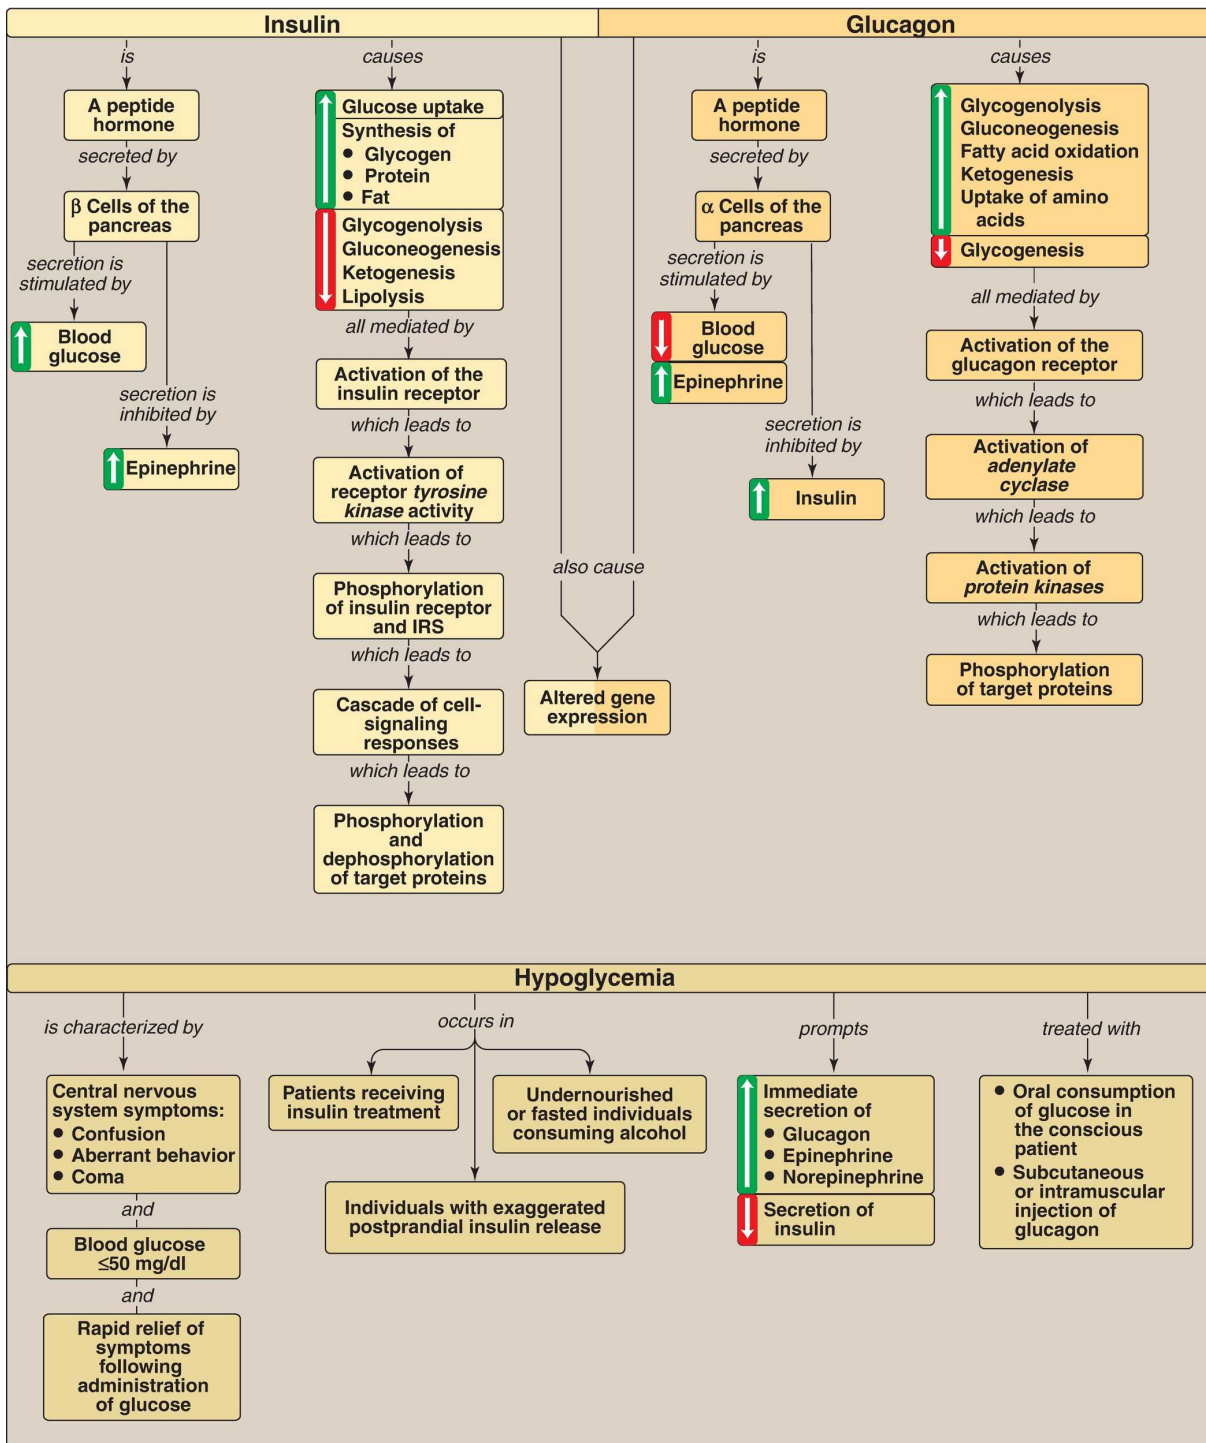 Insulin
is
A peptide
hormone
secreted by
β Cells of the
pancreas
secretion is
stimulated by
Blood
glucose
secretion is
inhibited by
Epinephrine
causes
Glucose uptake
Synthesis of
● Glycogen
● Protein
● Fat
Glycogenolysis
Gluconeogenesis
Ketogenesis
Lipolysis
all mediated by
Activation of the
insulin receptor
which leads to
Activation of
receptor tyrosine
kinase activity
which leads to
Phosphorylation
of insulin receptor
and IRS
which leads to
Cascade of cell-
signaling
responses
which leads to
Phosphorylation
and
dephosphorylation
of target proteins
also cause
Altered gene
expression
Glucagon
is
A peptide
hormone
secreted by
α Cells of the
pancreas
secretion is
stimulated by
Blood
glucose
Epinephrine
secretion is
inhibited by
Insulin
causes
Glycogenolysis
Gluconeogenesis
Fatty acid oxidation
Ketogenesis
Uptake of amino
acids
Glycogenesis
all mediated by
Activation of the
glucagon receptor
which leads to
Activation of
adenylate
cyclase
which leads to
Activation of
protein kinases
which leads to
Phosphorylation
of target proteins
Hypoglycemia
is characterized by
Central nervous
system symptoms:
● Confusion
● Aberrant behavior
● Coma
and
Blood glucose
≤50 mg/dl
and
Rapid relief of
symptoms
following
administration
of glucose
occurs in
Patients receiving
insulin treatment
Undernourished
or fasted individuals
consuming alcohol
Individuals with exaggerated
postprandial insulin release
prompts
Immediate
secretion of
● Glucagon
● Epinephrine
● Norepinephrine
Secretion of
insulin
treated with
● Oral consumption
of glucose in
the conscious
patient
● Subcutaneous
or intramuscular
injection of
glucagon